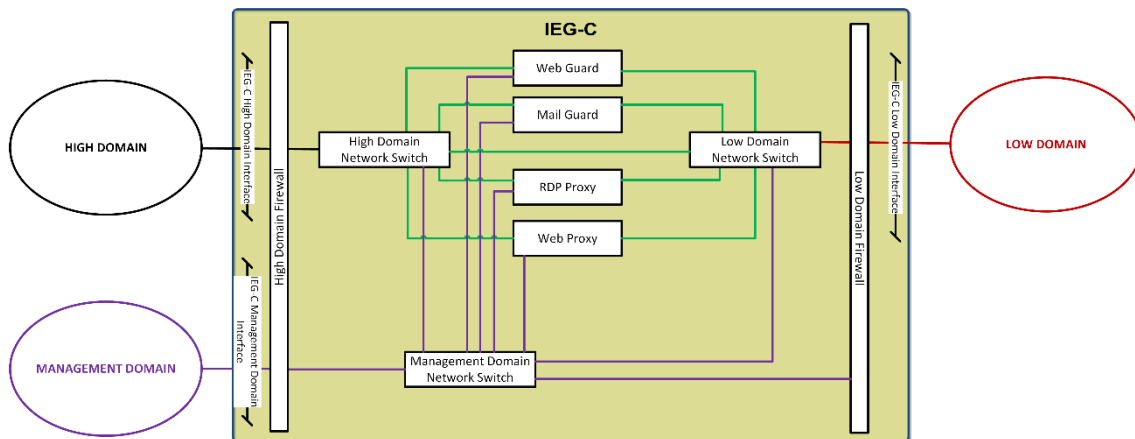 IEG-C
HIGH DOMAIN
IEG-C High Domain Interface
High Domain Firewall
High Domain
Network Switch
Web Guard
Mail Guard
RDP Proxy
Web Proxy
Low Domain
Network Switch
Low Domain Firewall
IEG-C Low Domain Interface
LOW DOMAIN
MANAGEMENT DOMAIN
IEG-C Management Domain
Interface
Management Domain
Network Switch